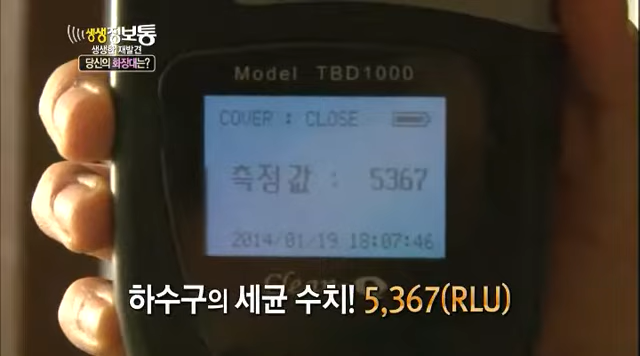 생생정보통
생생한 재발견
당신의 화장대는?
Model TBD1000
COVER : CLOSE
측정값 : 5367
2014/01/19 18:07:46
Clean
하수구의 세균 수치! 5,367(RLU)